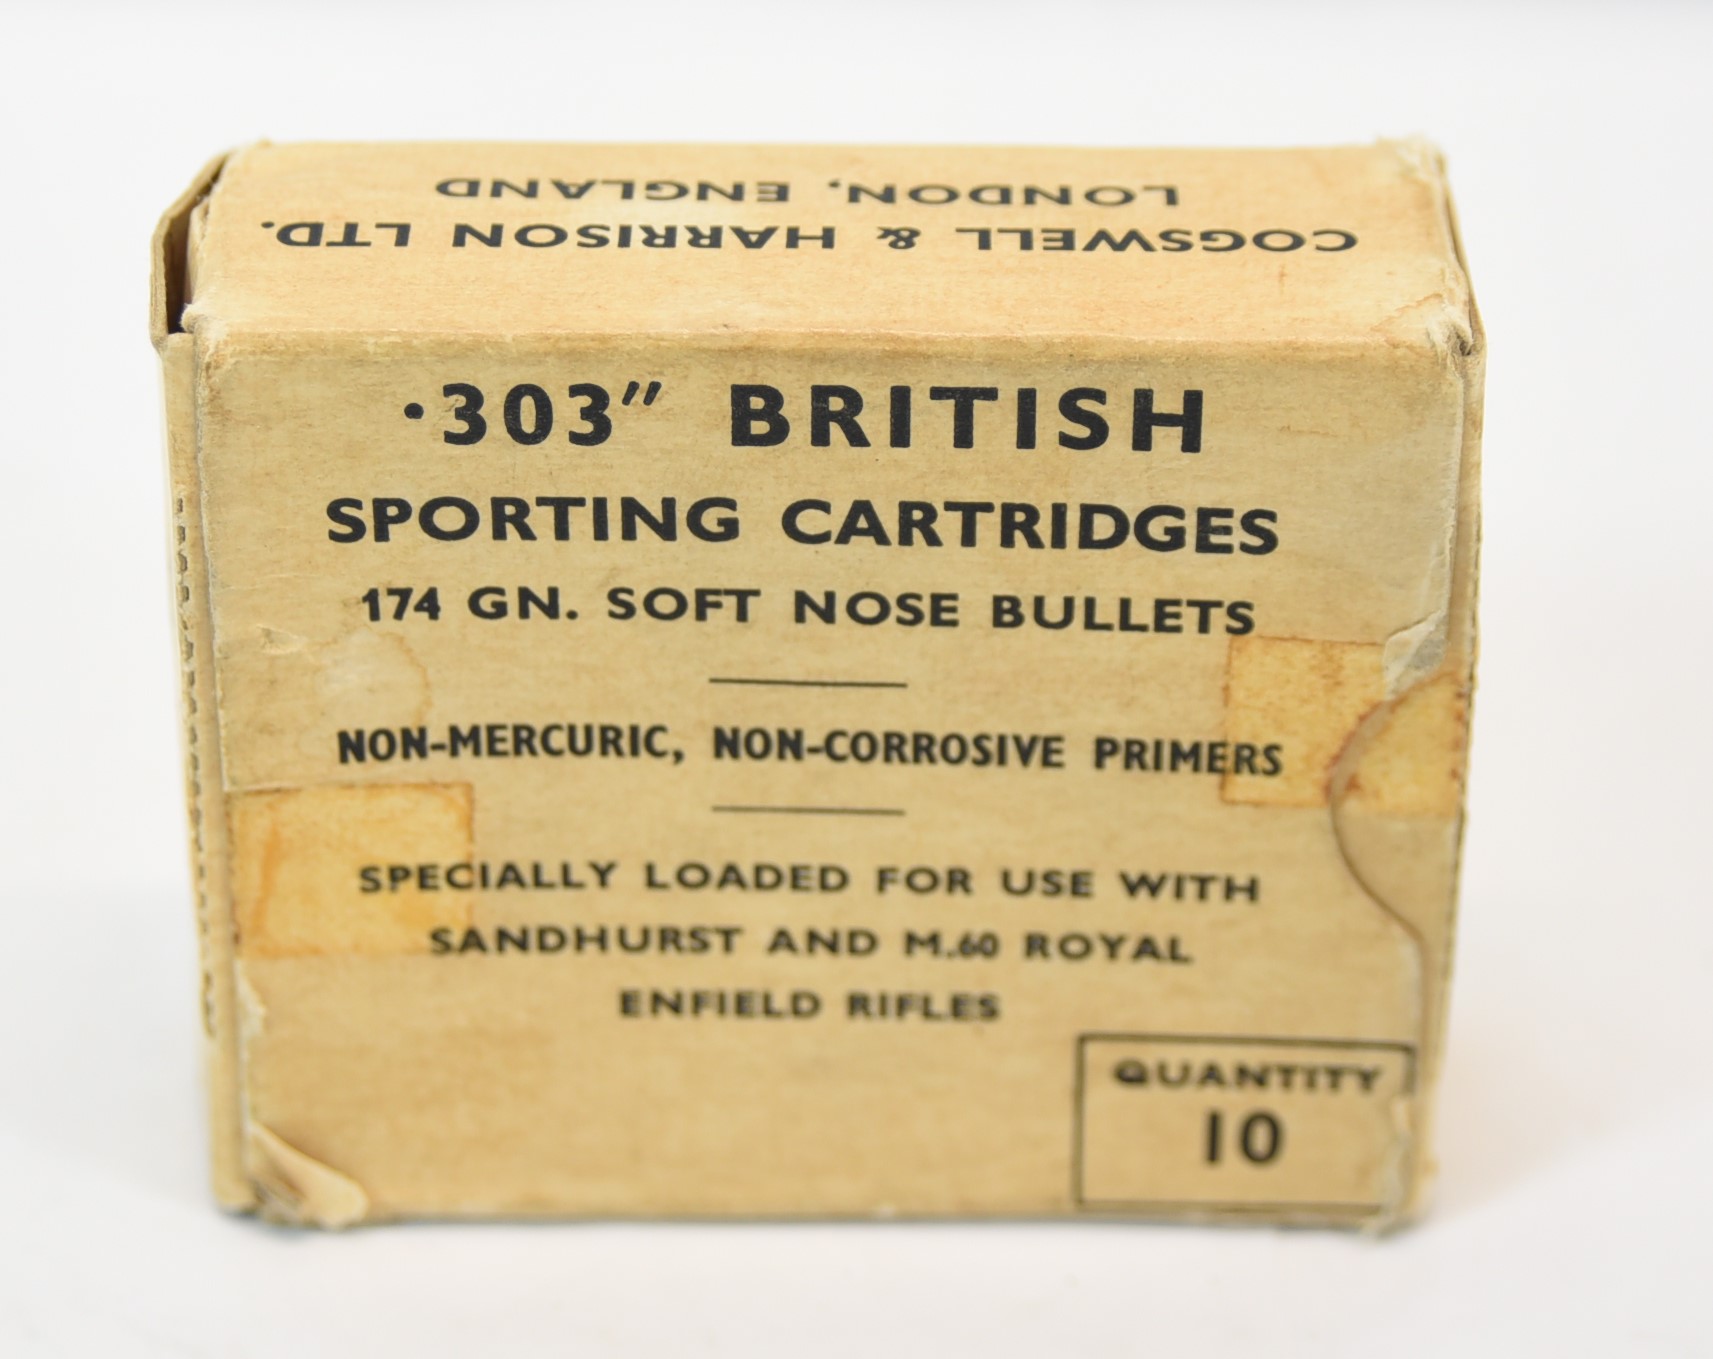 COGSWELL & HARRISON LTD.
LONDON, ENGLAND
·303" BRITISH
SPORTING CARTRIDGES
174 GN. SOFT NOSE BULLETS
NON-MERCURIC, NON-CORROSIVE PRIMERS
SPECIALLY LOADED FOR USE WITH
SANDHURST AND M.60 ROYAL
ENFIELD RIFLES
QUANTITY
10